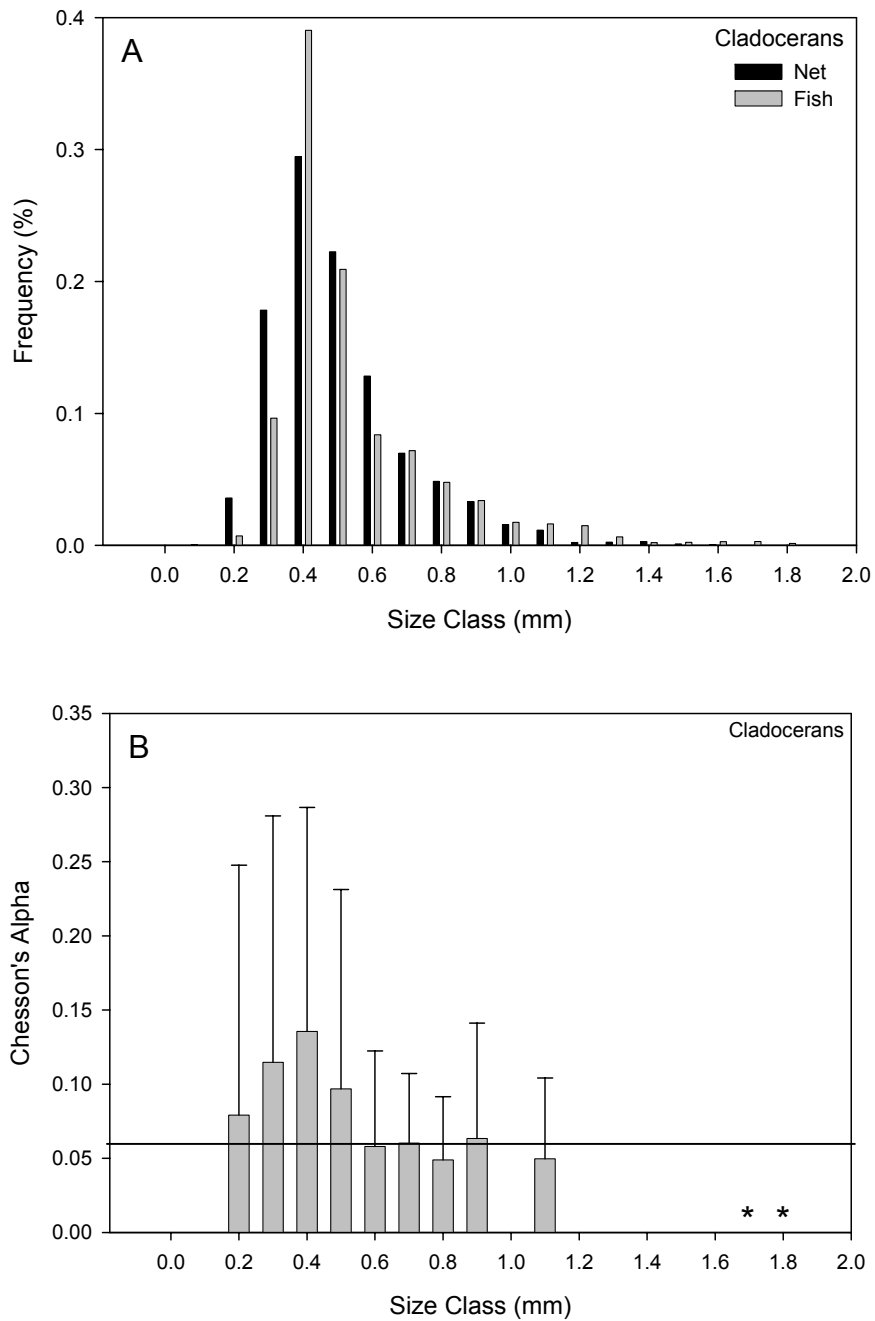 A
Cladocerans
Net
Fish
0.4
0.3
0.2
0.1
0.0
Frequency (%)
0.0 0.2 0.4 0.6 0.8 1.0 1.2 1.4 1.6 1.8 2.0
Size Class (mm)
B
Cladocerans
0.35
0.30
0.25
0.20
0.15
0.10
0.05
0.00
Chesson's Alpha
* *
0.0 0.2 0.4 0.6 0.8 1.0 1.2 1.4 1.6 1.8 2.0
Size Class (mm)